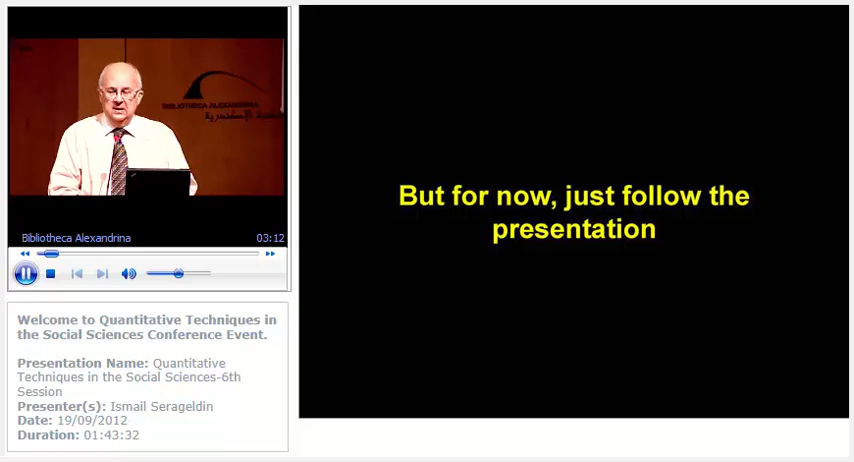 BIBLIOTHECA ALEXANDRINA
Bibliotheca Alexandrina
03:12
Welcome to Quantitative Techniques in
the Social Sciences Conference Event.
Presentation Name: Quantitative
Techniques in the Social Sciences-6th
Session
Presenter(s): Ismail Serageldin
Date: 19/09/2012
Duration: 01:43:32
But for now, just follow the
presentation